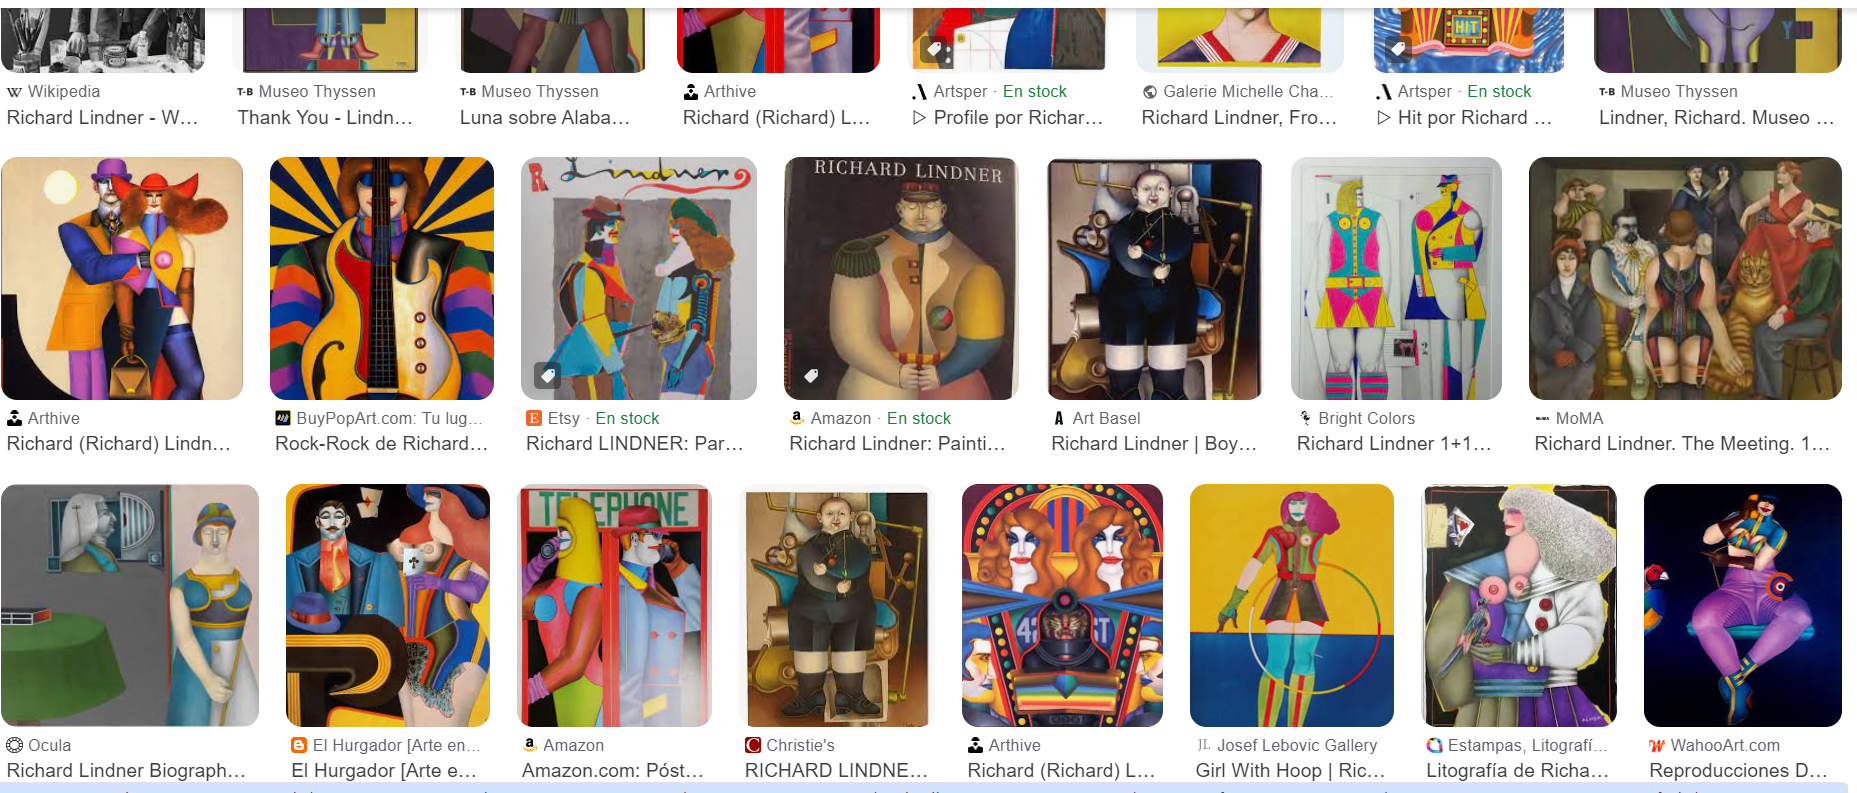 HIT
YOU
Wikipedia
Richard Lindner - W...
T-B Museo Thyssen
Thank You - Lindn...
T-B Museo Thyssen
Luna sobre Alaba...
Arthive
Richard (Richard) L...
Artsper · En stock
▷ Profile por Richar...
Galerie Michelle Cha...
Richard Lindner, Fro...
Artsper · En stock
▷ Hit por Richard ...
T-B Museo Thyssen
Lindner, Richard. Museo ...
R Lindner
RICHARD LINDNER
Arthive
Richard (Richard) Lindn...
BuyPopArt.com: Tu lug...
Rock-Rock de Richard...
Etsy · En stock
Richard LINDNER: Par...
Amazon · En stock
Richard Lindner: Painti...
Art Basel
Richard Lindner | Boy...
Bright Colors
Richard Lindner 1+1...
MoMA
Richard Lindner. The Meeting. 1...
TELEPHONE
42 ST
Ocula
Richard Lindner Biograph...
El Hurgador [Arte en...
El Hurgador [Arte e...
Amazon
Amazon.com: Póst...
Christie's
RICHARD LINDNE...
Arthive
Richard (Richard) L...
JL Josef Lebovic Gallery
Girl With Hoop | Ric...
Estampas, Litografí...
Litografía de Richa...
WahooArt.com
Reproducciones D...